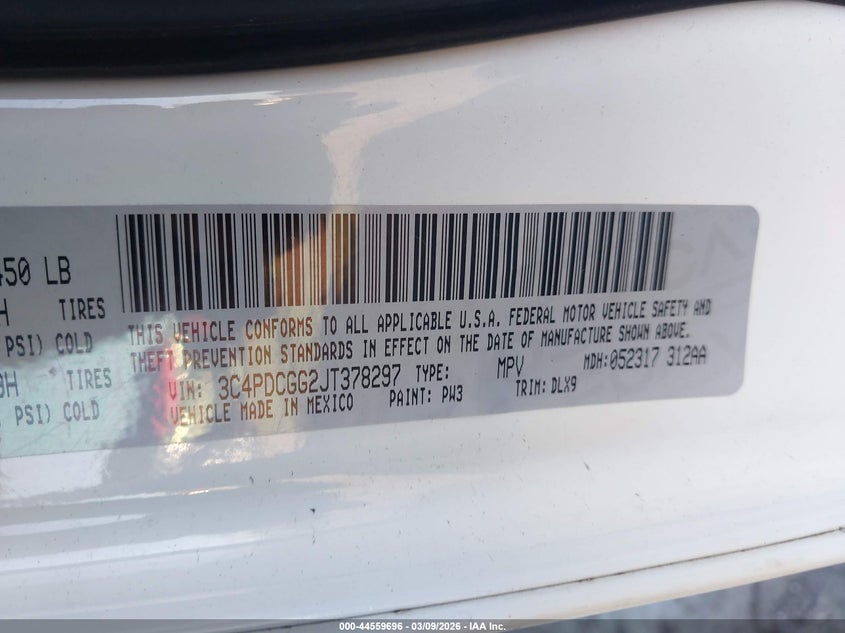 450 LB
H TIRES
PSI) COLD
0H TIRES
PSI) COLD
THIS VEHICLE CONFORMS TO ALL APPLICABLE U.S.A. FEDERAL MOTOR VEHICLE SAFETY AND
THEFT PREVENTION STANDARDS IN EFFECT ON THE DATE OF MANUFACTURE SHOWN ABOVE.
VIN: 3C4PDCGG2JT378297 TYPE: MPV MDH:052317 312AA
VEHICLE MADE IN MEXICO PAINT: PW3 TRIM: DLX9
000-44559696 — 03/09/2026 — IAA Inc.